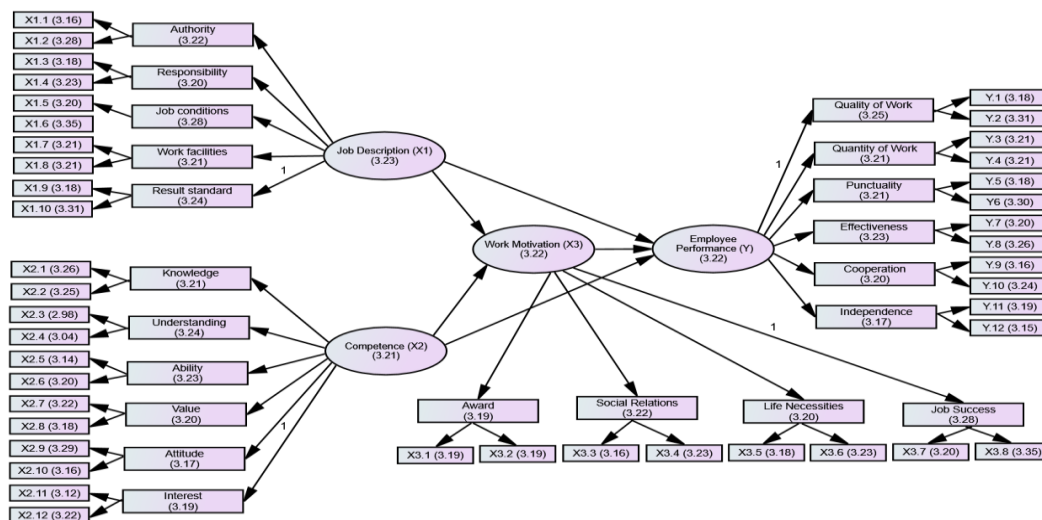 X1.1 (3.16)
X1.2 (3.28)
X1.3 (3.18)
X1.4 (3.23)
X1.5 (3.20)
X1.6 (3.35)
X1.7 (3.21)
X1.8 (3.21)
X1.9 (3.18)
X1.10 (3.31)
Authority
(3.22)
Responsibility
(3.20)
Job conditions
(3.28)
Work facilities
(3.21)
Result standard
(3.24)
1
Job Description (X1)
(3.23)
X2.1 (3.26)
X2.2 (3.25)
X2.3 (2.98)
X2.4 (3.04)
X2.5 (3.14)
X2.6 (3.20)
X2.7 (3.22)
X2.8 (3.18)
X2.9 (3.29)
X2.10 (3.16)
X2.11 (3.12)
X2.12 (3.22)
Knowledge
(3.21)
Understanding
(3.24)
Ability
(3.23)
Value
(3.20)
Attitude
(3.17)
Interest
(3.19)
1
Competence (X2)
(3.21)
Work Motivation (X3)
(3.22)
Employee
Performance (Y)
(3.22)
1
Quality of Work
(3.25)
Quantity of Work
(3.21)
Punctuality
(3.21)
Effectiveness
(3.23)
Cooperation
(3.20)
Independence
(3.17)
Y.1 (3.18)
Y.2 (3.31)
Y.3 (3.21)
Y.4 (3.21)
Y.5 (3.18)
Y6 (3.30)
Y.7 (3.20)
Y.8 (3.26)
Y.9 (3.16)
Y.10 (3.24)
Y.11 (3.19)
Y.12 (3.15)
1
Award
(3.19)
Social Relations
(3.22)
Life Necessities
(3.20)
Job Success
(3.28)
X3.1 (3.19)
X3.2 (3.19)
X3.3 (3.16)
X3.4 (3.23)
X3.5 (3.18)
X3.6 (3.23)
X3.7 (3.20)
X3.8 (3.35)